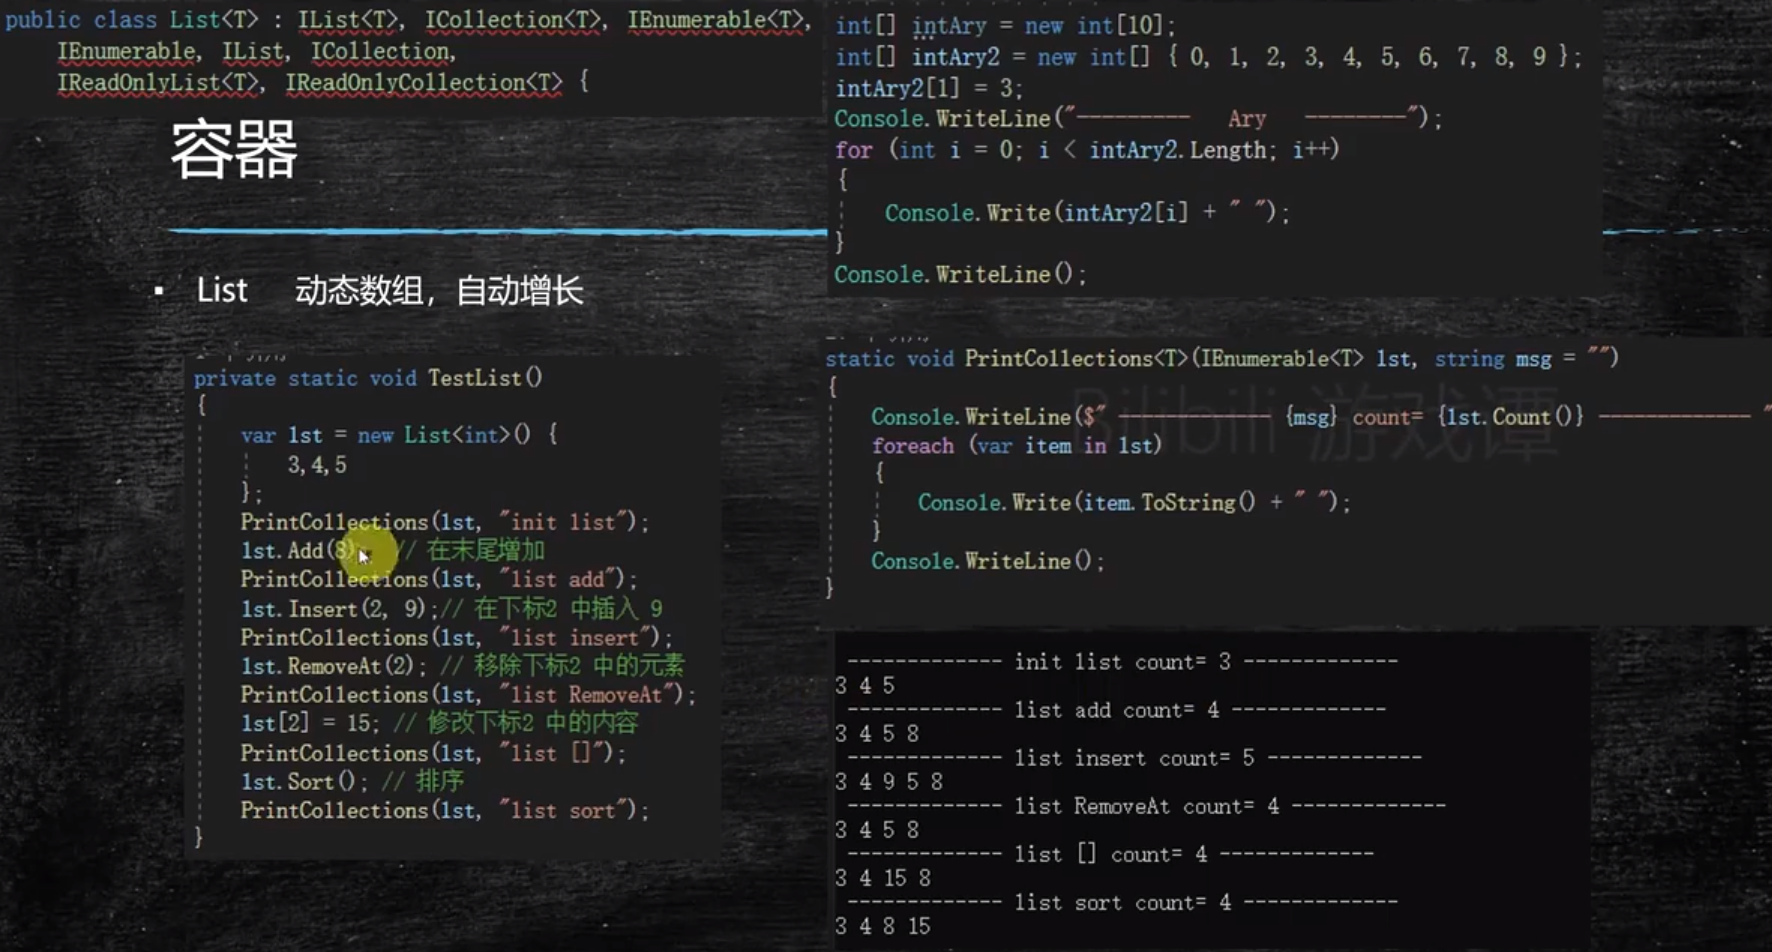 public class List<T> : IList<T>, ICollection<T>, IEnumerable<T>,
IEnumerable, IList, ICollection,
IReadOnlyList<T>, IReadOnlyCollection<T> {
容器
▪ List 动态数组，自动增长
private static void TestList()
{
var lst = new List<int>() {
3,4,5
};
PrintCollections(lst, "init list");
lst.Add(8); // 在末尾增加
PrintCollections(lst, "list add");
lst.Insert(2, 9);// 在下标2 中插入 9
PrintCollections(lst, "list insert");
lst.RemoveAt(2); // 移除下标2 中的元素
PrintCollections(lst, "list RemoveAt");
lst[2] = 15; // 修改下标2 中的内容
PrintCollections(lst, "list []");
lst.Sort(); // 排序
PrintCollections(lst, "list sort");
}
int[] intAry = new int[10];
int[] intAry2 = new int[] { 0, 1, 2, 3, 4, 5, 6, 7, 8, 9 };
intAry2[1] = 3;
Console.WriteLine("--------- Ary --------");
for (int i = 0; i < intAry2.Length; i++)
{
Console.Write(intAry2[i] + " ");
}
Console.WriteLine();
static void PrintCollections<T>(IEnumerable<T> lst, string msg = "")
{
Console.WriteLine($" ------------- {msg} count= {lst.Count()} ------------- "
foreach (var item in lst)
{
Console.Write(item.ToString() + " ");
}
Console.WriteLine();
}
Bilibili 游戏谭
------------- init list count= 3 -------------
3 4 5
------------- list add count= 4 -------------
3 4 5 8
------------- list insert count= 5 -------------
3 4 9 5 8
------------- list RemoveAt count= 4 -------------
3 4 5 8
------------- list [] count= 4 -------------
3 4 15 8
------------- list sort count= 4 -------------
3 4 8 15